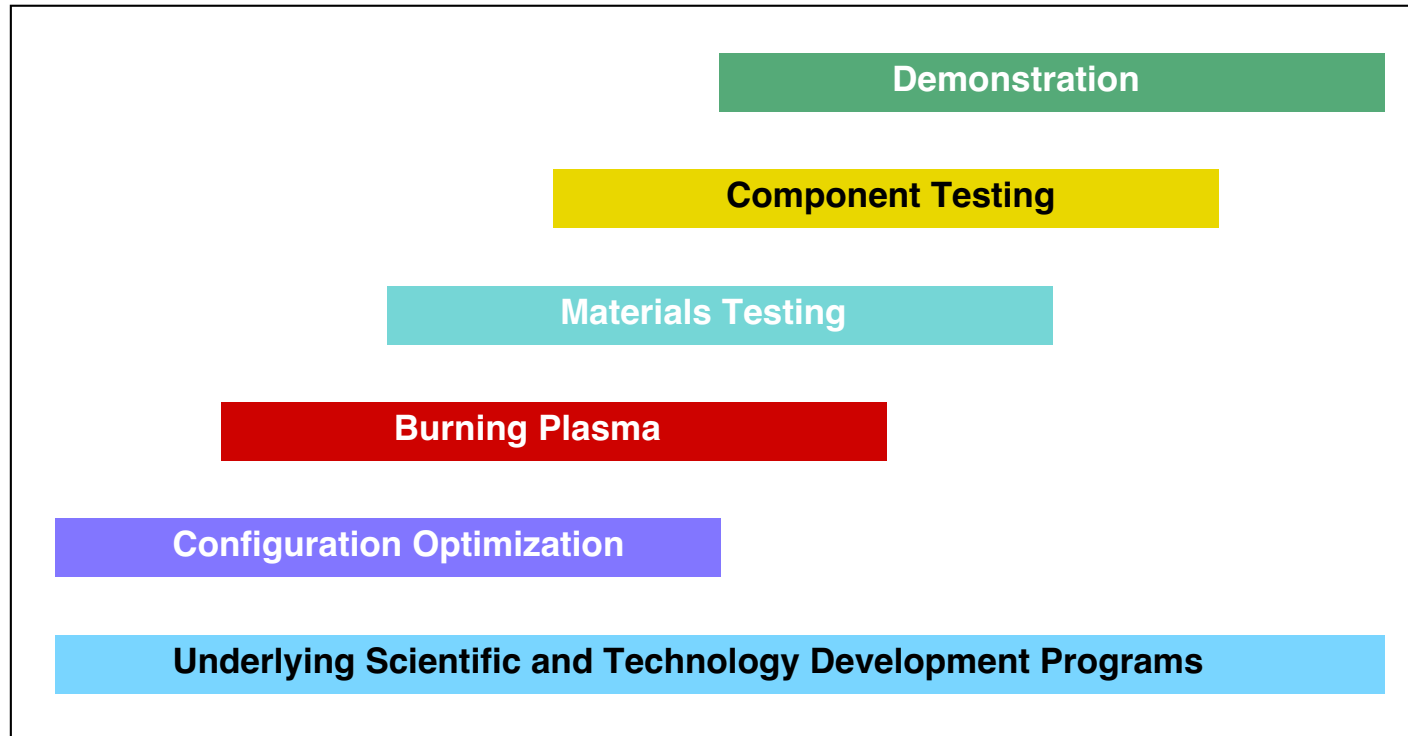 Demonstration
Component Testing
Materials Testing
Burning Plasma
Configuration Optimization
Underlying Scientific and Technology Development Programs